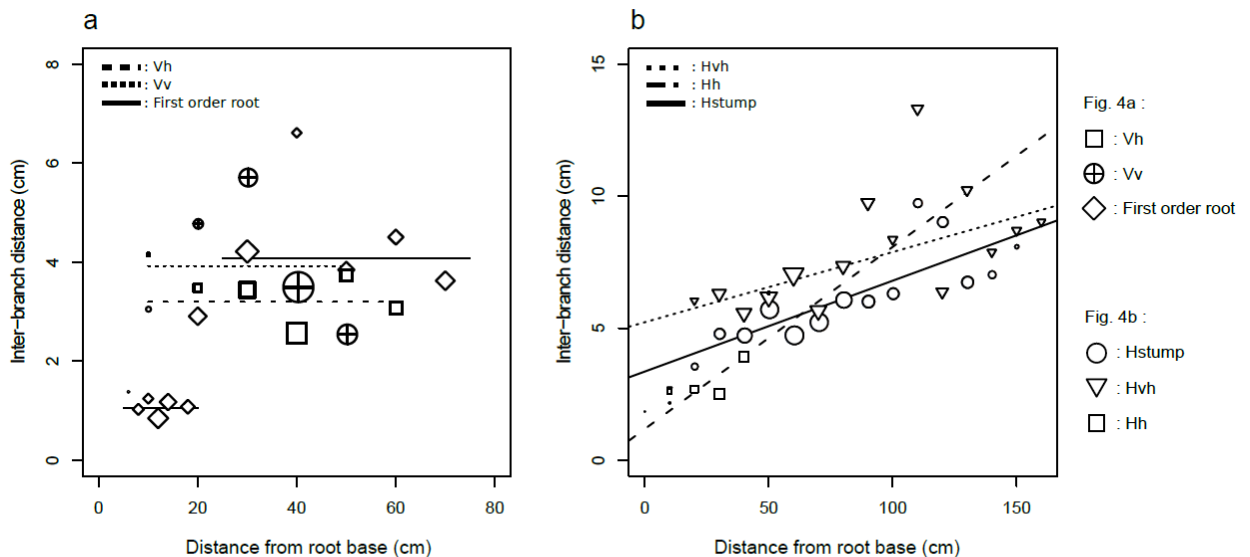 a
b
8
6
4
2
0
Inter−branch distance (cm)
: Vh
: Vv
: First order root
0
20
40
60
80
Distance from root base (cm)
15
10
5
0
Inter−branch distance (cm)
: Hvh
: Hh
: Hstump
0
50
100
150
Distance from root base (cm)
Fig. 4a :
: Vh
: Vv
: First order root
Fig. 4b :
: Hstump
: Hvh
: Hh